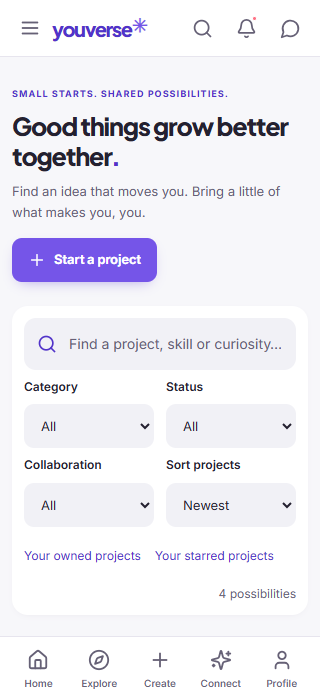 youverse
SMALL STARTS. SHARED POSSIBILITIES.
Good things grow better
together.
Find an idea that moves you. Bring a little of
what makes you, you.
Start a project
Find a project, skill or curiosity...
Category
Status
All
All
Collaboration
Sort projects
All
Newest
Your owned projects
Your starred projects
4 possibilities
Home
Explore
Create
Connect
Profile